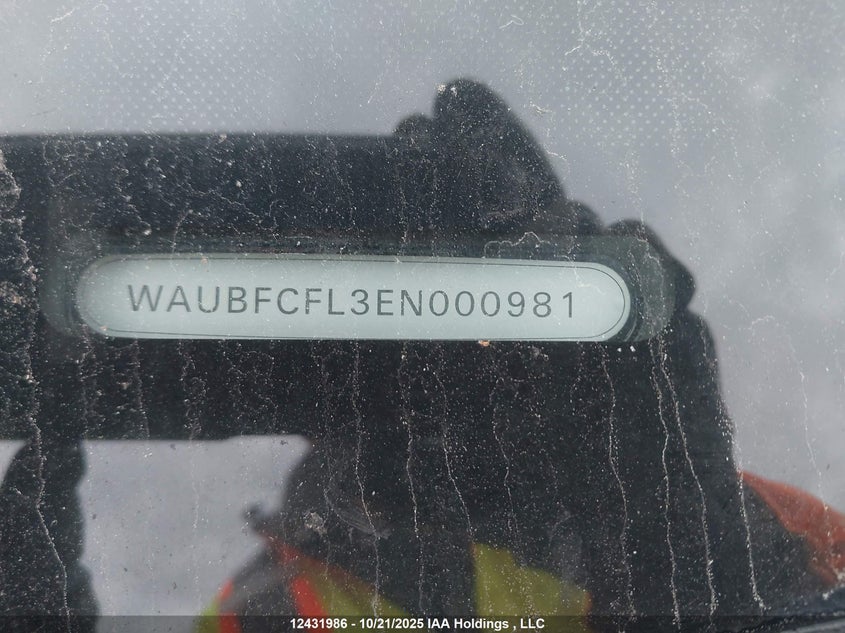 WAUBFCFL3EN000981
12431986 - 10/21/2025 IAA Holdings , LLC